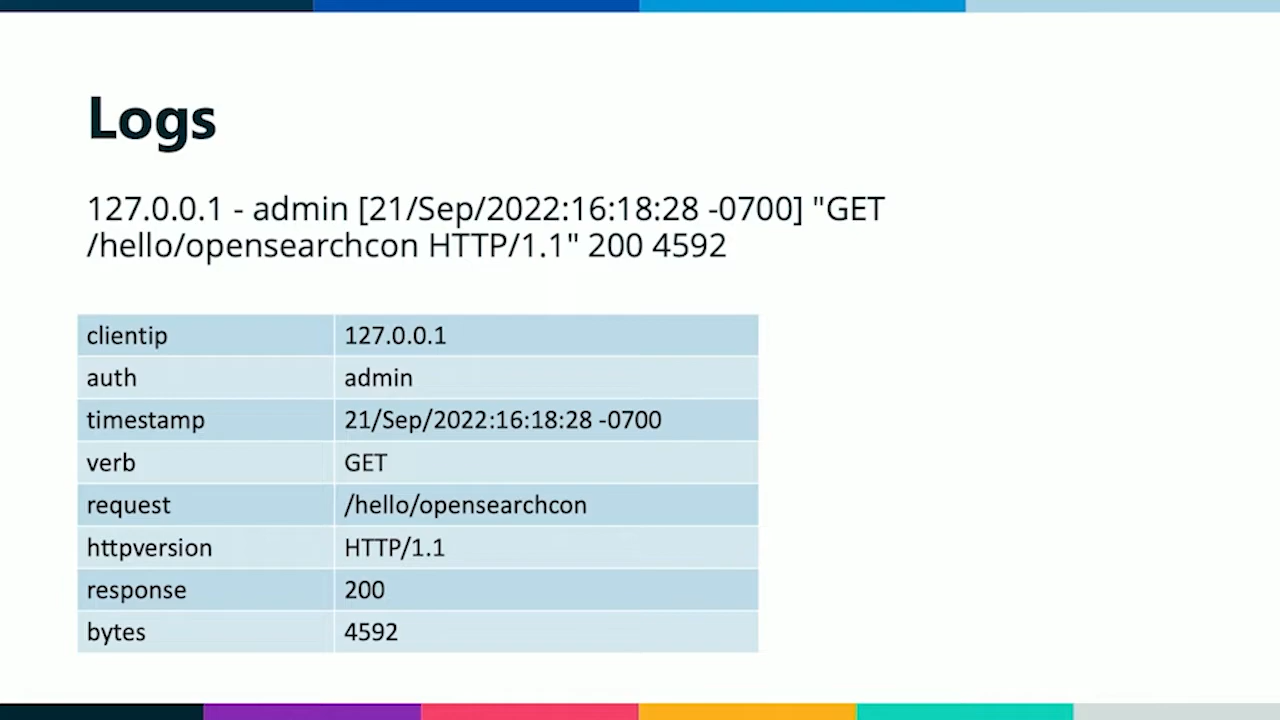 Logs
127.0.0.1 - admin [21/Sep/2022:16:18:28 -0700] "GET
/hello/opensearchcon HTTP/1.1" 200 4592
clientip 127.0.0.1
auth admin
timestamp 21/Sep/2022:16:18:28 -0700
verb GET
request /hello/opensearchcon
httpversion HTTP/1.1
response 200
bytes 4592